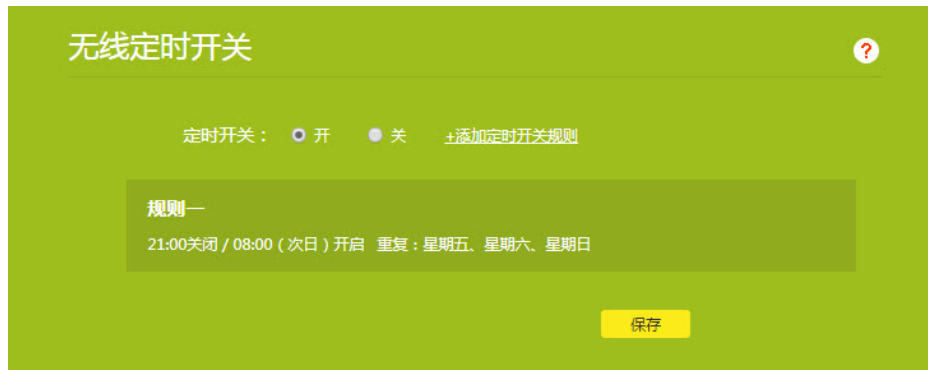 无线定时开关
?
定时开关： 开 关 +添加定时开关规则
规则一
21:00关闭 / 08:00 ( 次日 ) 开启 重复 : 星期五、星期六、星期日
保存